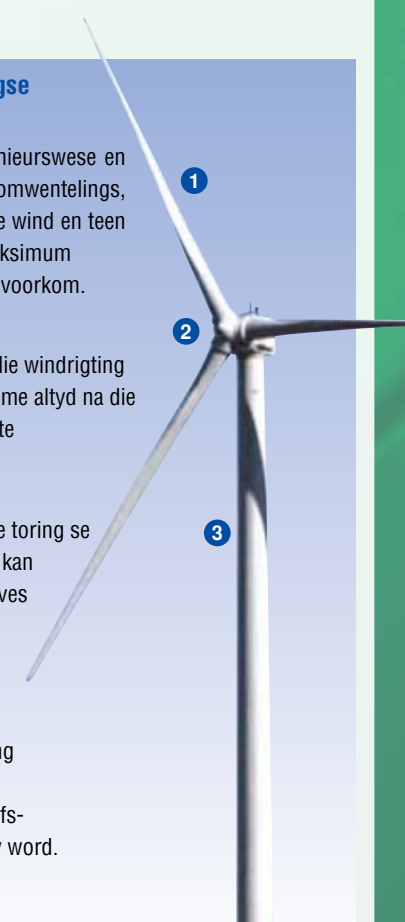 gse
nieurswese en
omwentelings,
e wind en teen
ksimum
voorkom.
1
2
die windrigting
me altyd na die
te
3
e toring se
kan
ves
ng
fs-
word.